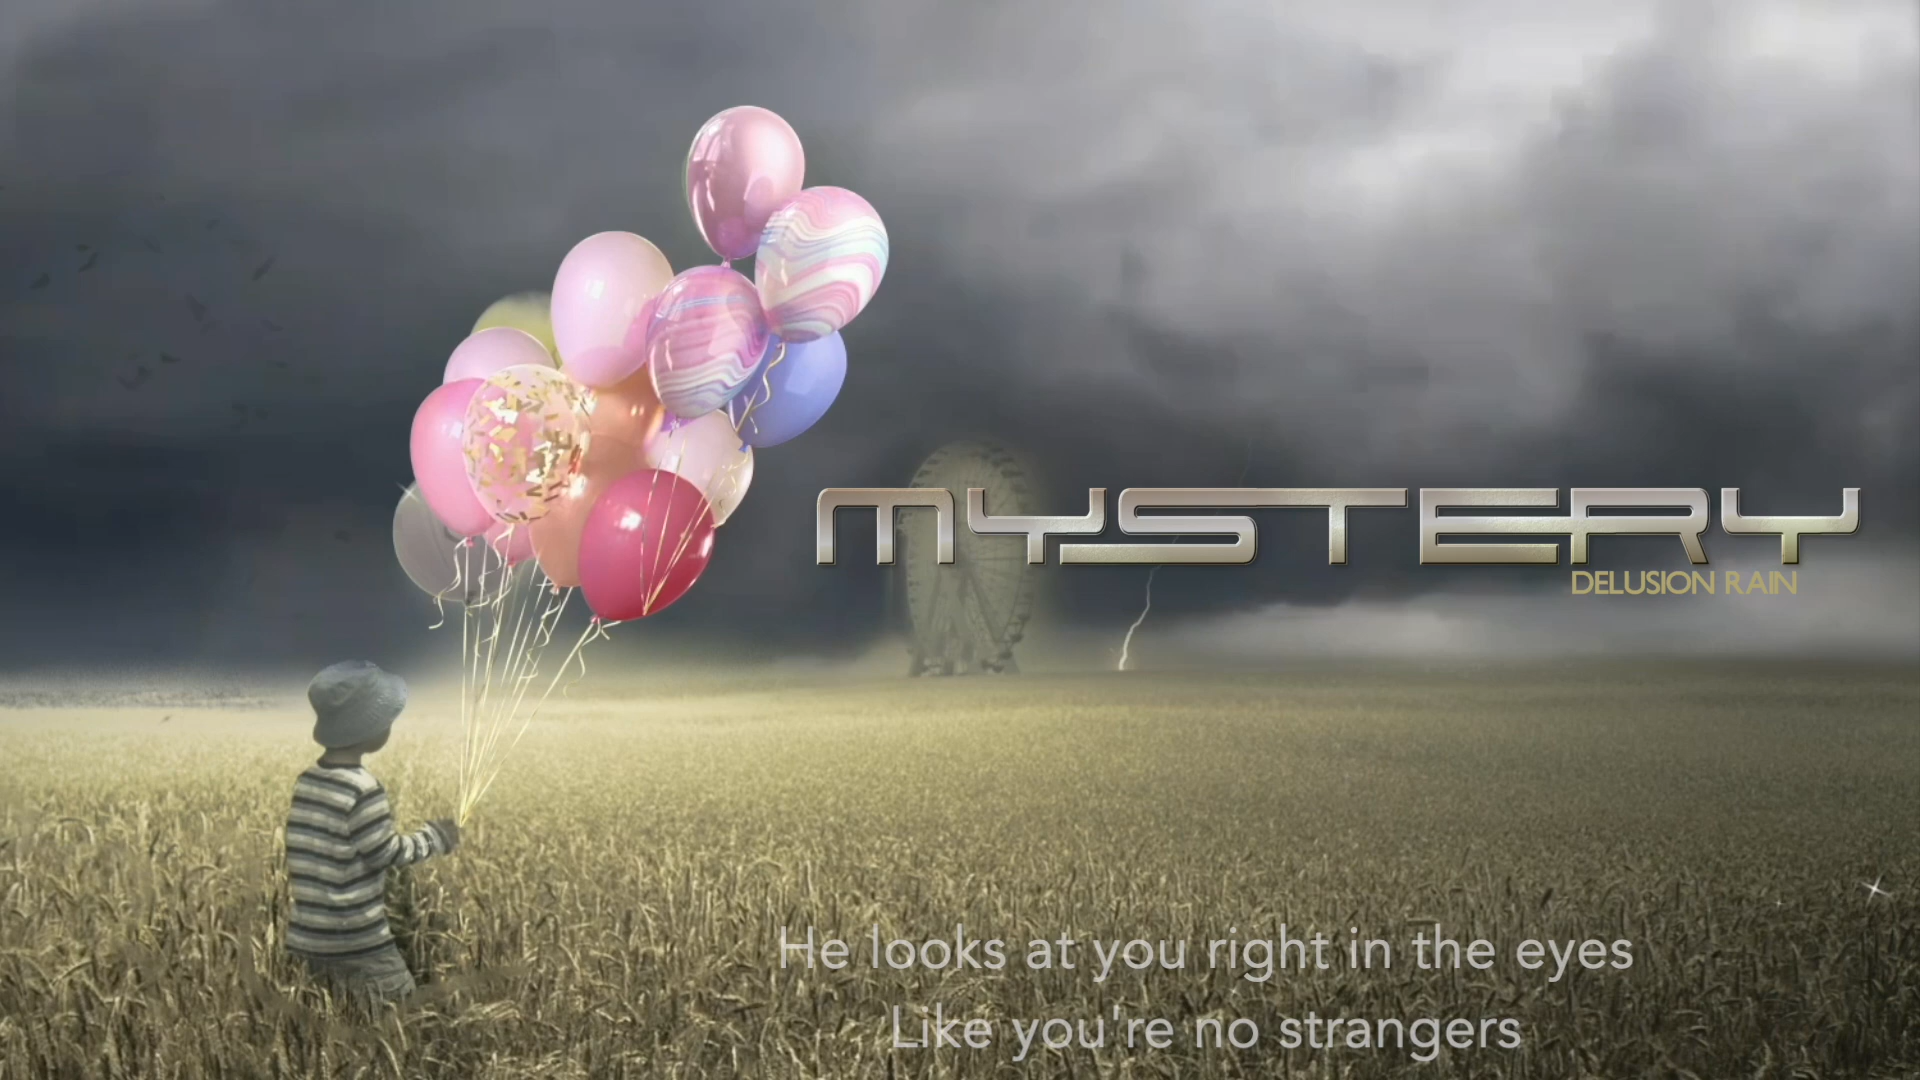 MYSTERY
DELUSION RAIN
He looks at you right in the eyes
Like you're no strangers